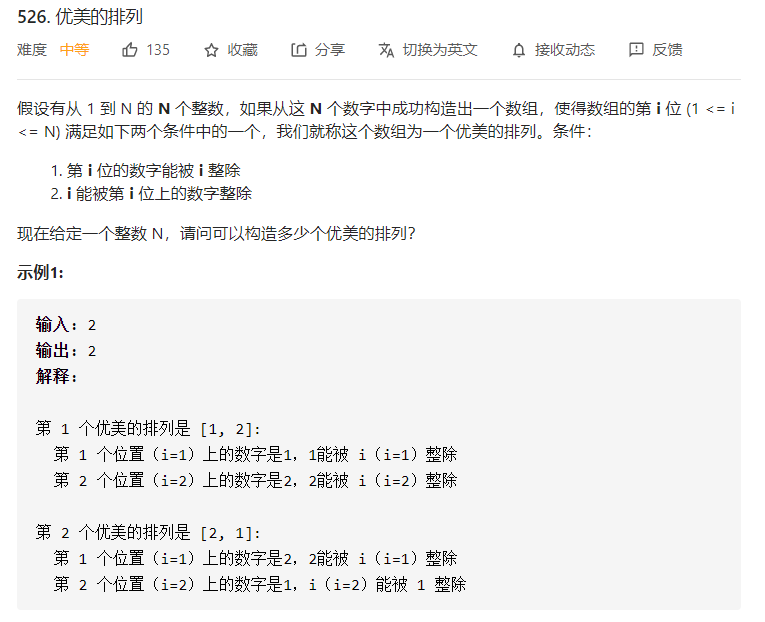 526. 优美的排列
难度 中等 135 收藏 分享 切换为英文 接收动态 反馈
假设有从 1 到 N 的 N 个整数，如果从这 N 个数字中成功构造出一个数组，使得数组的第 i 位 (1 <= i
<= N) 满足如下两个条件中的一个，我们就称这个数组为一个优美的排列。条件：
1. 第 i 位的数字能被 i 整除
2. i 能被第 i 位上的数字整除
现在给定一个整数 N，请问可以构造多少个优美的排列？
示例1:
输入：2
输出：2
解释：
第 1 个优美的排列是 [1, 2]:
第 1 个位置（i=1）上的数字是1，1能被 i（i=1）整除
第 2 个位置（i=2）上的数字是2，2能被 i（i=2）整除
第 2 个优美的排列是 [2, 1]:
第 1 个位置（i=1）上的数字是2，2能被 i（i=1）整除
第 2 个位置（i=2）上的数字是1，i（i=2）能被 1 整除